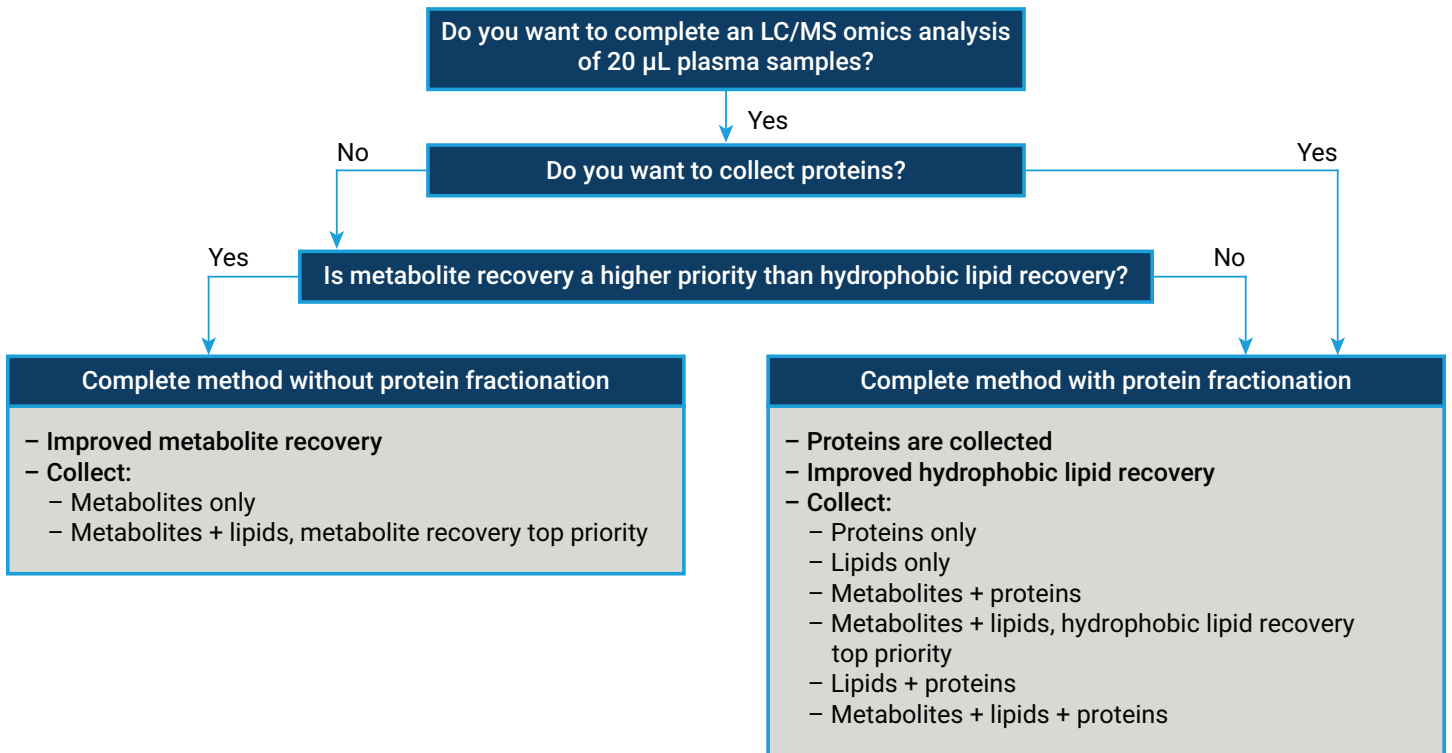 Do you want to complete an LC/MS omics analysis
of 20 µL plasma samples?
Yes
No
Do you want to collect proteins?
Yes
Yes
Is metabolite recovery a higher priority than hydrophobic lipid recovery?
No
Complete method without protein fractionation
– Improved metabolite recovery
– Collect:
– Metabolites only
– Metabolites + lipids, metabolite recovery top priority
Complete method with protein fractionation
– Proteins are collected
– Improved hydrophobic lipid recovery
– Collect:
– Proteins only
– Lipids only
– Metabolites + proteins
– Metabolites + lipids, hydrophobic lipid recovery
top priority
– Lipids + proteins
– Metabolites + lipids + proteins